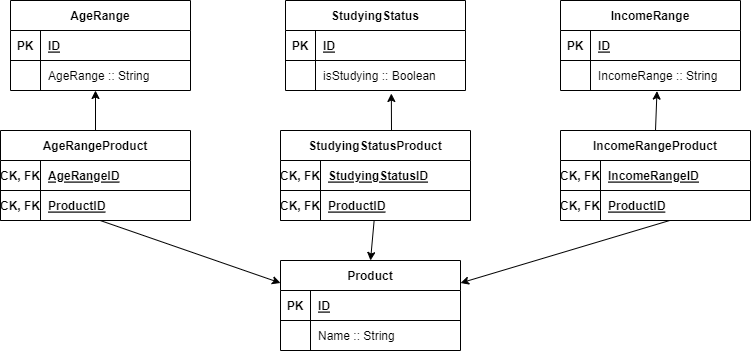 AgeRange
PK ID
AgeRange :: String
StudyingStatus
PK ID
isStudying :: Boolean
IncomeRange
PK ID
IncomeRange :: String
AgeRangeProduct
CK, FK AgeRangeID
CK, FK ProductID
StudyingStatusProduct
CK, FK StudyingStatusID
CK, FK ProductID
IncomeRangeProduct
CK, FK IncomeRangeID
CK, FK ProductID
Product
PK ID
Name :: String